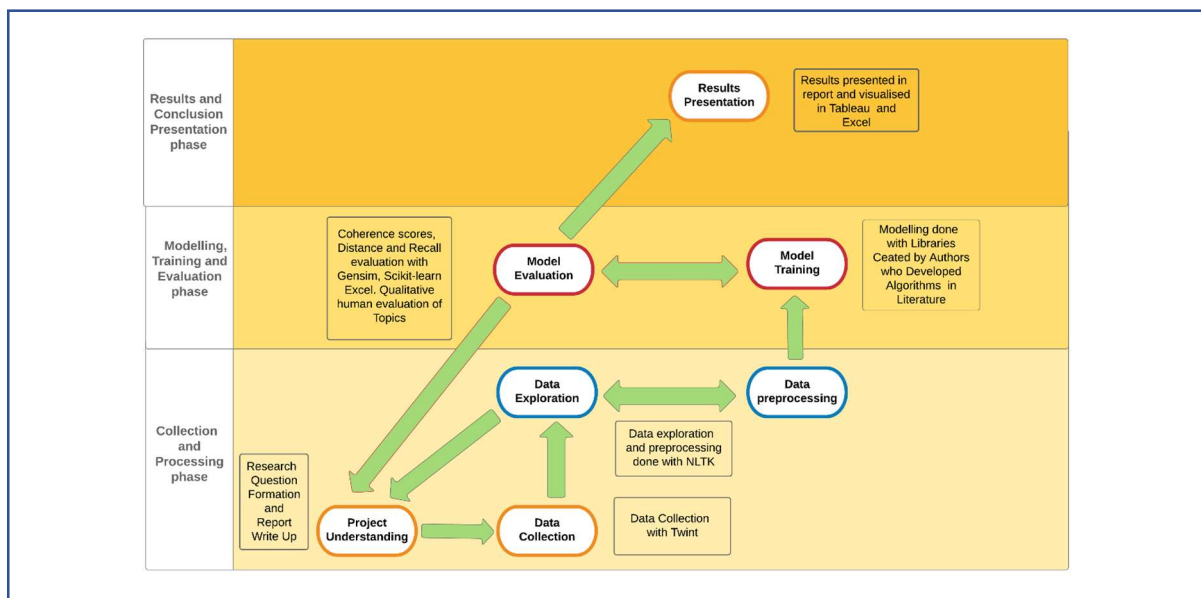 Results and
Conclusion
Presentation
phase
Results
Presentation
Results presented in
report and visualised
in Tableau and
Excel
Modelling,
Training and
Evaluation
phase
Coherence scores,
Distance and Recall
evaluation with
Gensim, Scikit-learn
Excel. Qualitative
human evaluation of
Topics
Model
Evaluation
Model
Training
Modelling done
with Libraries
Ceated by Authors
who Developed
Algorithms in
Literature
Collection
and
Processing
phase
Data
Exploration
Data
preprocessing
Data exploration
and preprocessing
done with NLTK
Research
Question
Formation
and
Report
Write Up
Project
Understanding
Data
Collection
Data Collection
with Twint